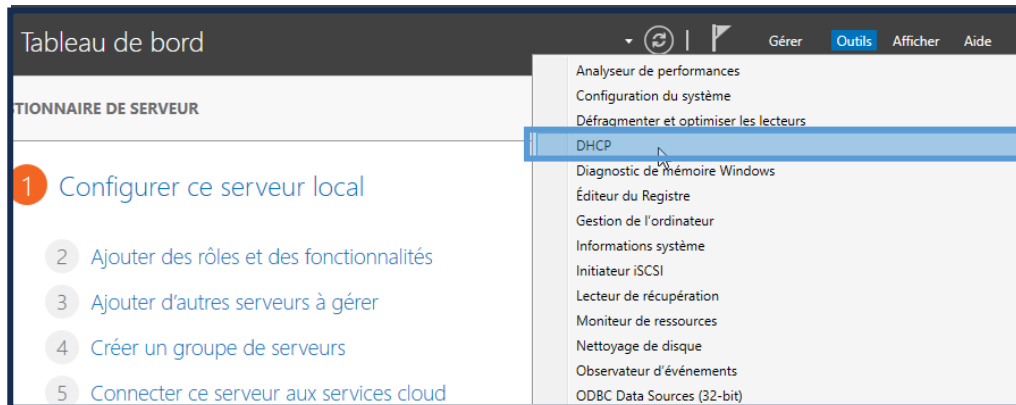 Tableau de bord
Gérer Outils Afficher Aide
TIONNAIRE DE SERVEUR
1 Configurer ce serveur local
2 Ajouter des rôles et des fonctionnalités
3 Ajouter d'autres serveurs à gérer
4 Créer un groupe de serveurs
5 Connecter ce serveur aux services cloud
Analyseur de performances
Configuration du système
Défragmenter et optimiser les lecteurs
DHCP
Diagnostic de mémoire Windows
Éditeur du Registre
Gestion de l'ordinateur
Informations système
Initiateur iSCSI
Lecteur de récupération
Moniteur de ressources
Nettoyage de disque
Observateur d'événements
ODBC Data Sources (32-bit)